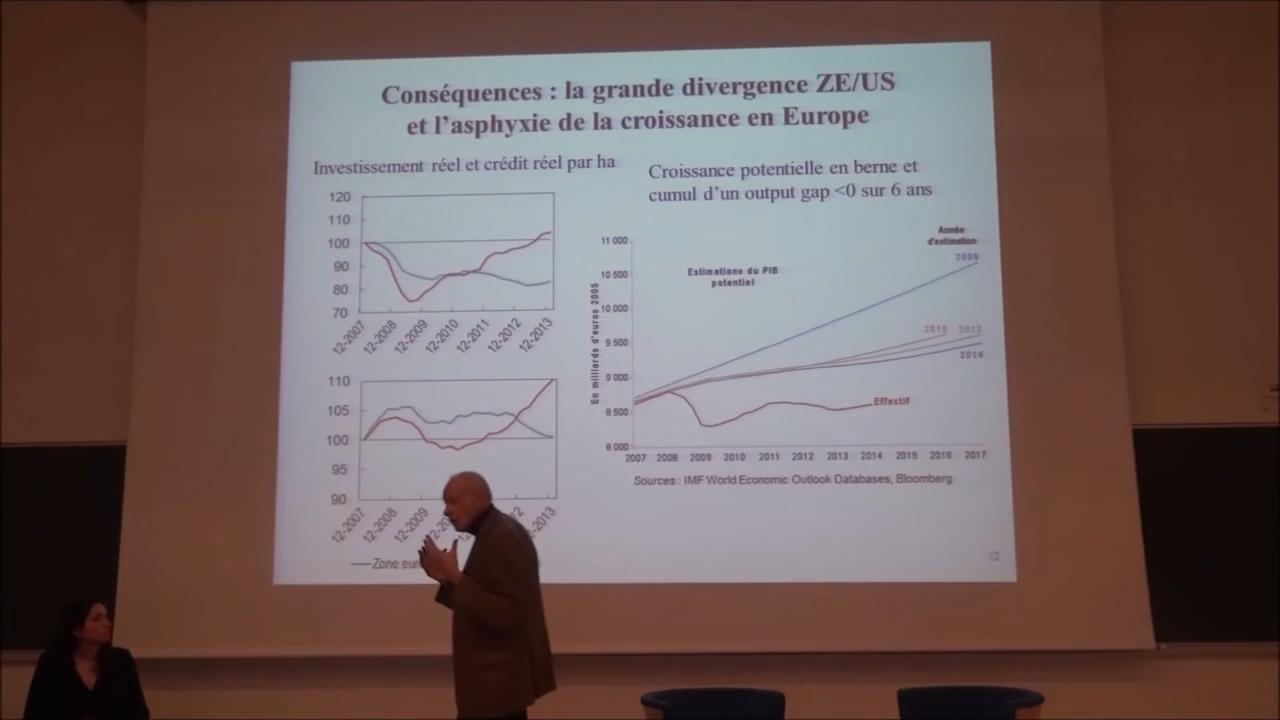 Conséquences : la grande divergence ZE/US
et l'asphyxie de la croissance en Europe
Investissement réel et crédit réel par ha
120
110
100
90
80
70
12-2007
12-2008
12-2009
12-2010
12-2011
12-2012
12-2013
110
105
100
95
90
12-2007
12-2008
12-2009
12-2013
Zone
Croissance potentielle en berne et
cumul d'un output gap <0 sur 6 ans
Année
d'estimation
Estimations du PIB
potentiel
En milliards d'euros 2005
11 000
10 500
10 000
9 500
9 000
8 500
8 000
2010
2012
2014
Effectif
2007 2008 2009 2010 2011 2012 2013 2014 2015 2016 2017
Sources : IMF World Economic Outlook Databases, Bloomberg
12